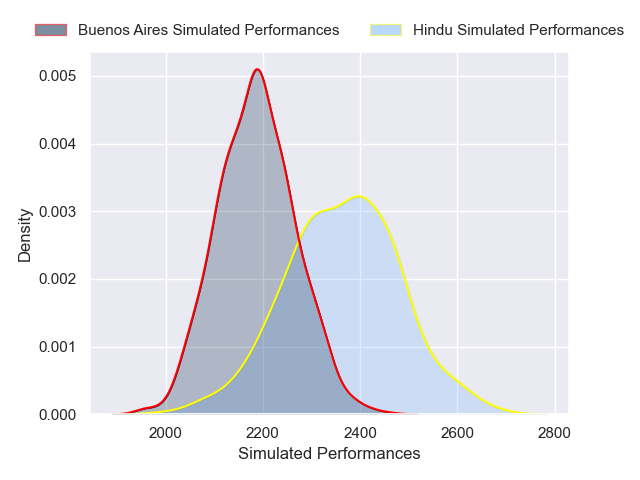 Buenos Aires Simulated Performances Hindu Simulated Performances
0.005
0.004
0.003
0.002
0.001
0.000
Density
2000 2200 2400 2600 2800
Simulated Performances